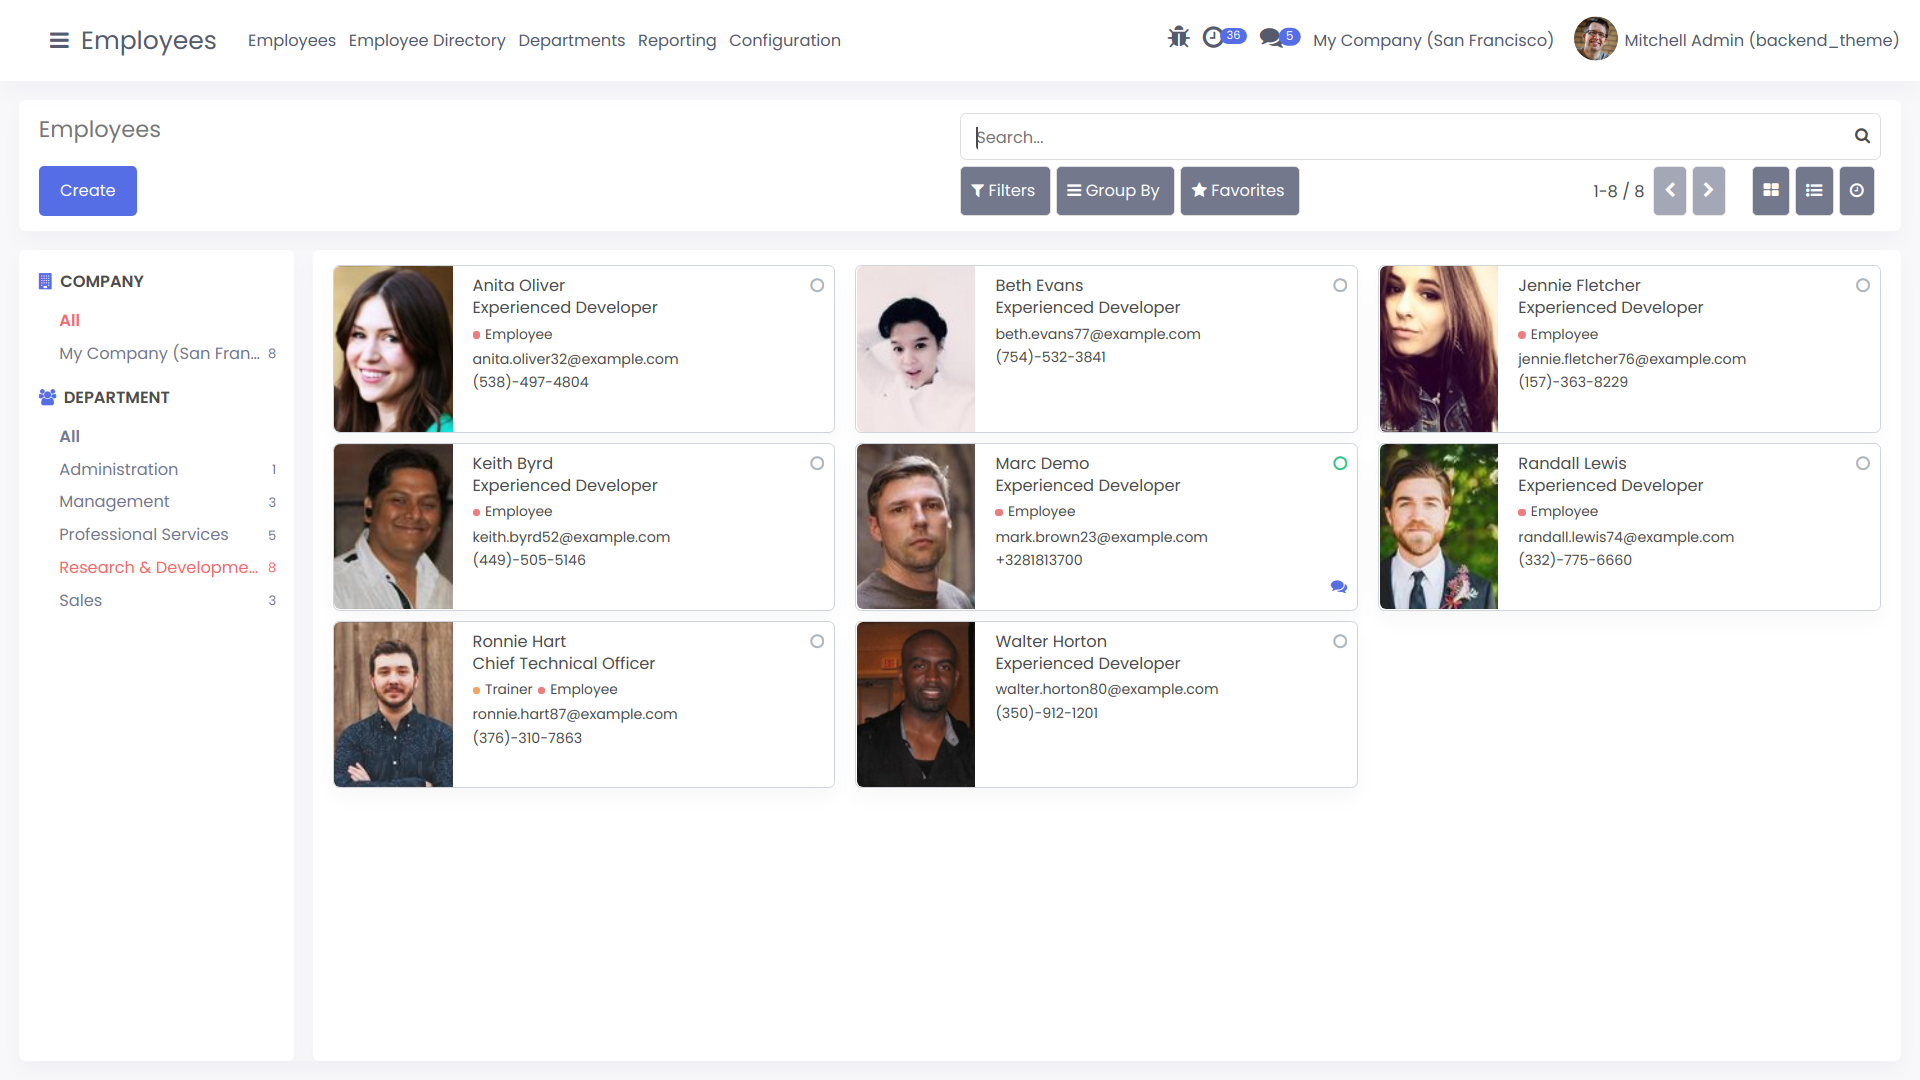 Employees
Employees Employee Directory Departments Reporting Configuration
36
5
My Company (San Francisco)
Mitchell Admin (backend_theme)
Employees
Search...
Create
Filters
Group By
Favorites
1-8 / 8
COMPANY
All
My Company (San Fran... 8
DEPARTMENT
All
Administration 1
Management 3
Professional Services 5
Research & Developme... 8
Sales 3
Anita Oliver
Experienced Developer
Employee
anita.oliver32@example.com
(538)-497-4804
Beth Evans
Experienced Developer
beth.evans77@example.com
(754)-532-3841
Jennie Fletcher
Experienced Developer
Employee
jennie.fletcher76@example.com
(157)-363-8229
Keith Byrd
Experienced Developer
Employee
keith.byrd52@example.com
(449)-505-5146
Marc Demo
Experienced Developer
Employee
mark.brown23@example.com
+3281813700
Randall Lewis
Experienced Developer
Employee
randall.lewis74@example.com
(332)-775-6660
Ronnie Hart
Chief Technical Officer
Trainer Employee
ronnie.hart87@example.com
(376)-310-7863
Walter Horton
Experienced Developer
walter.horton80@example.com
(350)-912-1201